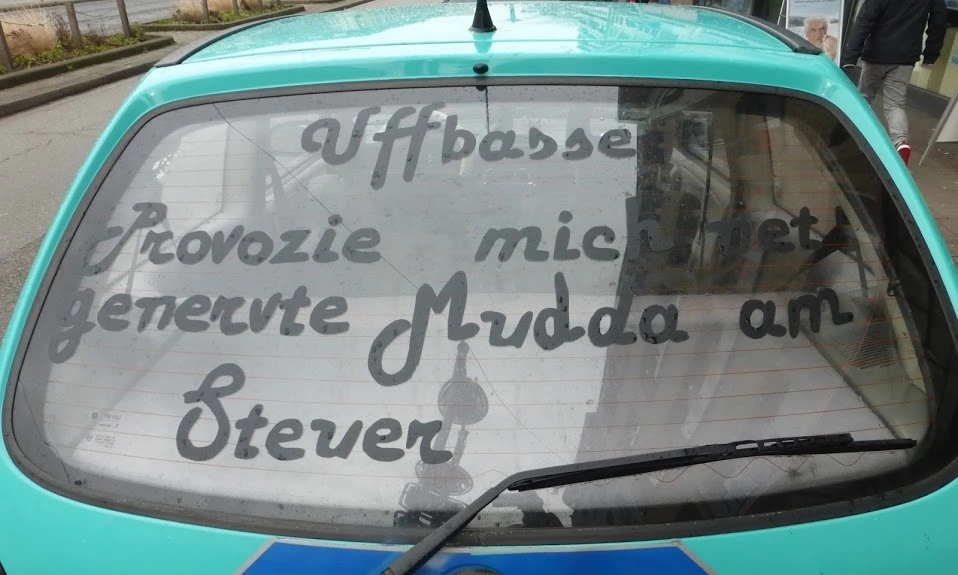 Uffbasse!
Provozie mich net,
genervte Mudda am
Steuer